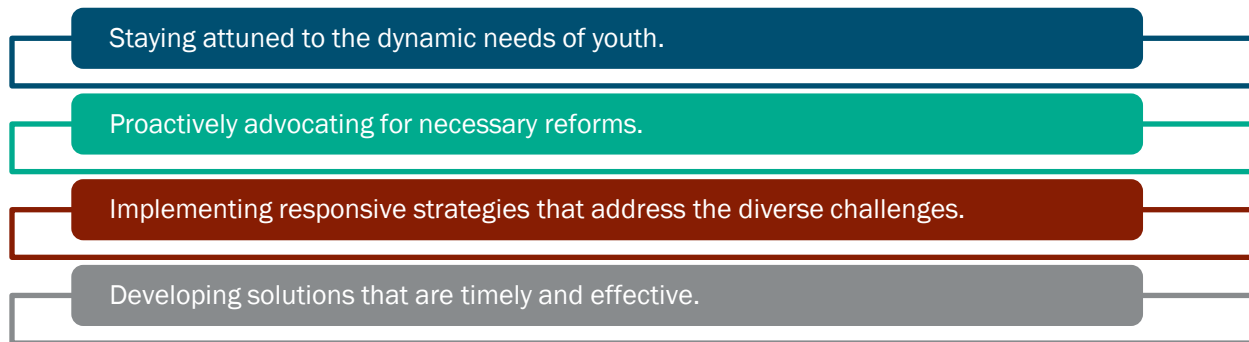 Staying attuned to the dynamic needs of youth.
Proactively advocating for necessary reforms.
Implementing responsive strategies that address the diverse challenges.
Developing solutions that are timely and effective.